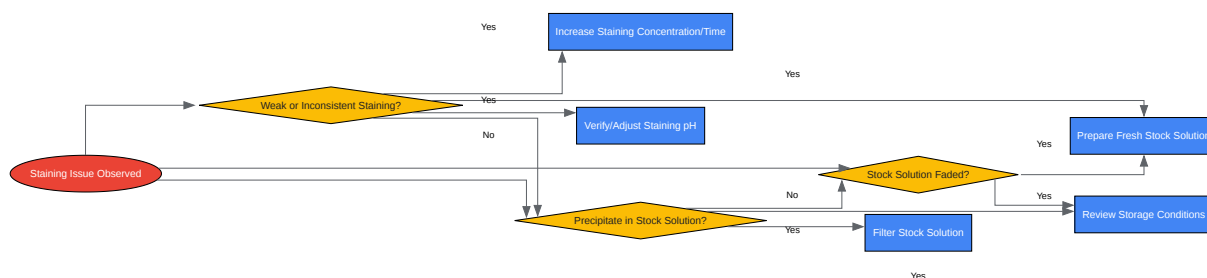 Yes
Increase Staining Concentration/Time
Yes
Weak or Inconsistent Staining?
Yes
Verify/Adjust Staining pH
No
Prepare Fresh Stock Solution
Yes
Staining Issue Observed
Stock Solution Faded?
No
Yes
Precipitate in Stock Solution?
Review Storage Conditions
Yes
Filter Stock Solution
Yes